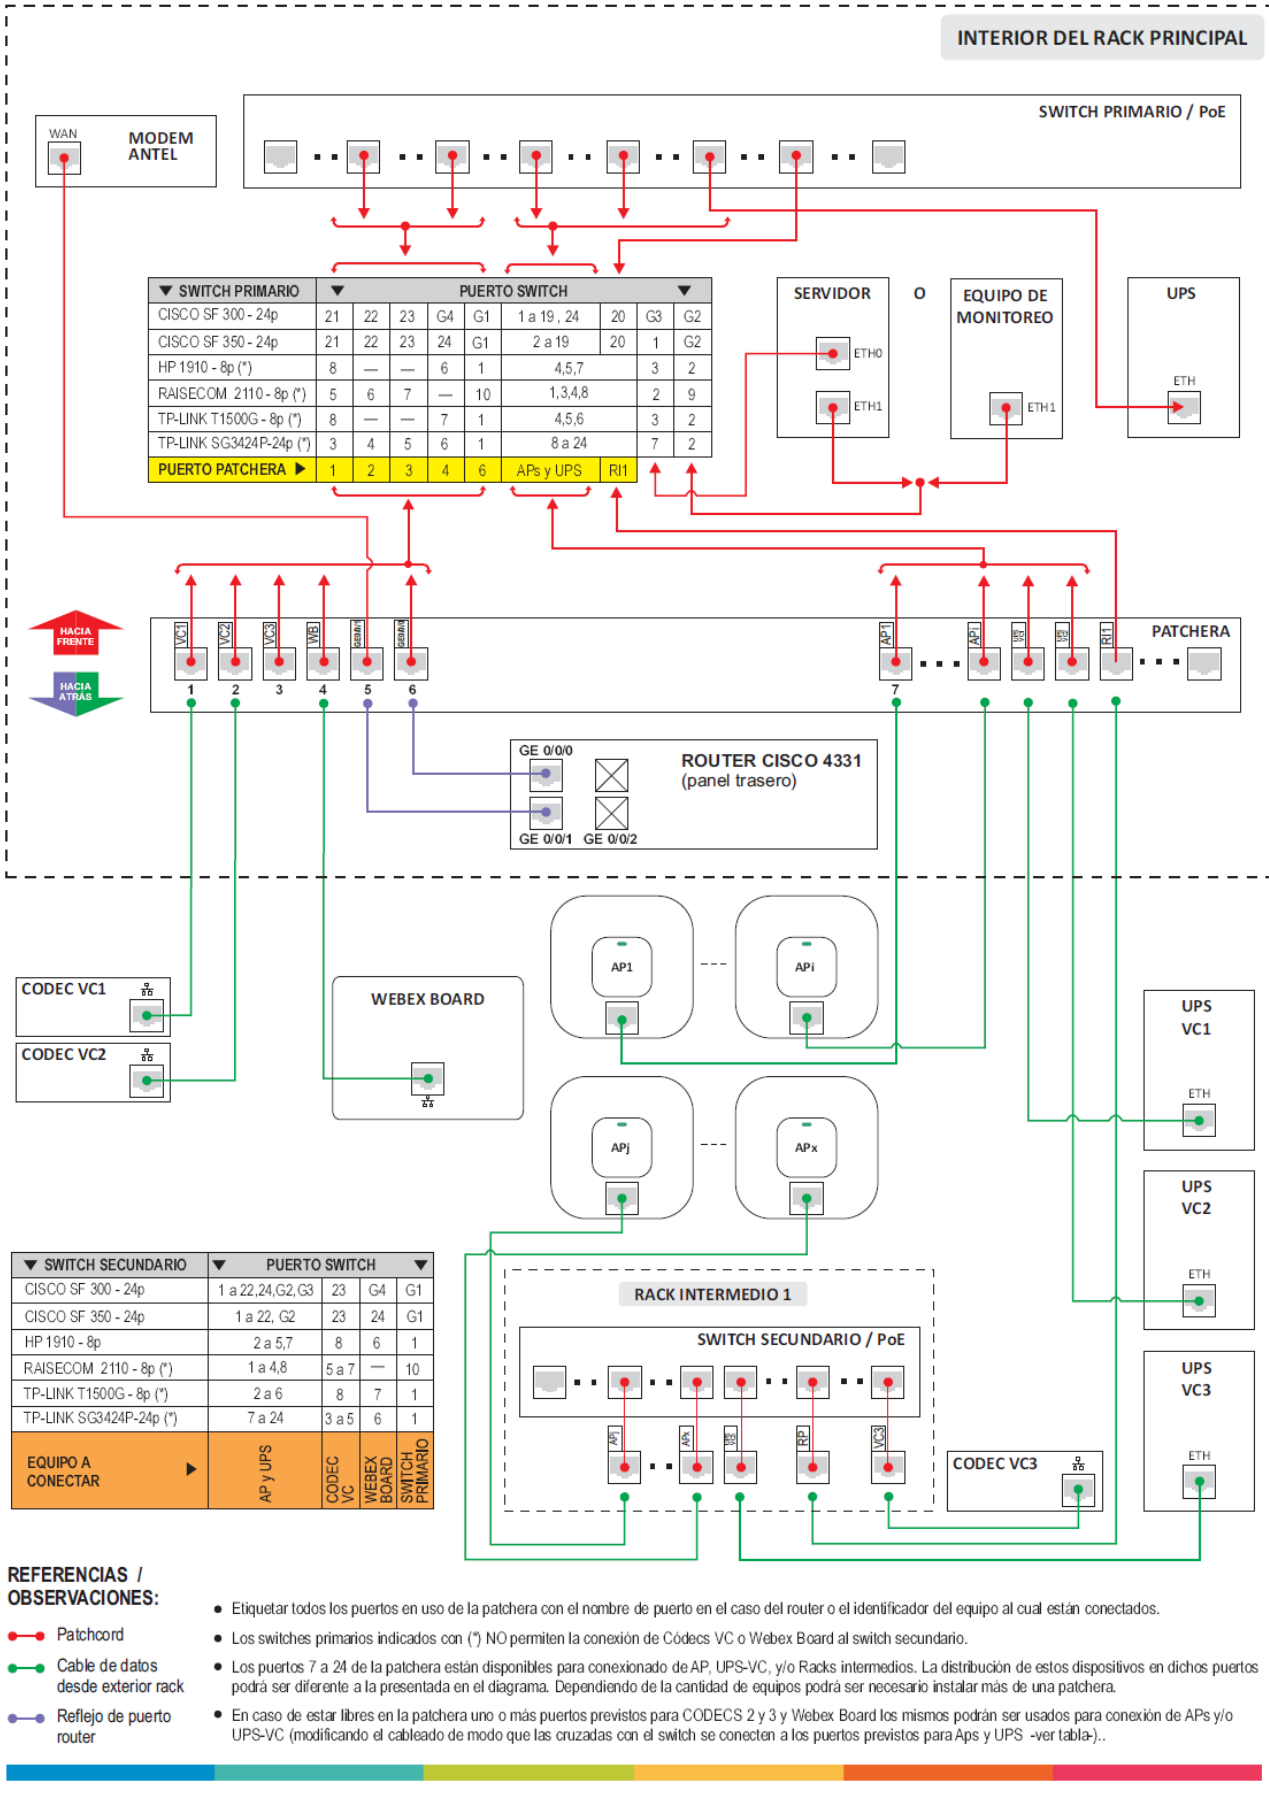 INTERIOR DEL RACK PRINCIPAL
SWITCH PRIMARIO / PoE
WAN
MODEM
ANTEL
▼ SWITCH PRIMARIO ▼ PUERTO SWITCH ▼
CISCO SF 300 - 24p 21 22 23 G4 G1 1 a 19 , 24 20 G3 G2
CISCO SF 350 - 24p 21 22 23 24 G1 2 a 19 20 1 G2
HP 1910 - 8p (*) 8 — — 6 1 4,5,7 3 2
RAISECOM 2110 - 8p (*) 5 6 7 — 10 1,3,4,8 2 9
TP-LINK T1500G - 8p (*) 8 — — 7 1 4,5,6 3 2
TP-LINK SG3424P-24p (*) 3 4 5 6 1 8 a 24 7 2
PUERTO PATCHERA ▶ 1 2 3 4 6 APs y UPS RI1
SERVIDOR
ETH0
ETH1
O
EQUIPO DE
MONITOREO
ETH1
UPS
ETH
HACIA
FRENTE
HACIA
ATRÁS
PATCHERA
VC1 VC2 VC3 WB GE0/0/1 GE0/0/0 AP1 APi UPS VC1 UPS VC2 RI1
1 2 3 4 5 6 7
GE 0/0/0
ROUTER CISCO 4331
(panel trasero)
GE 0/0/1 GE 0/0/2
AP1
APi
CODEC VC1
CODEC VC2
WEBEX BOARD
UPS
VC1
ETH
APj
APx
UPS
VC2
ETH
▼ SWITCH SECUNDARIO ▼ PUERTO SWITCH ▼
CISCO SF 300 - 24p 1 a 22,24,G2,G3 23 G4 G1
CISCO SF 350 - 24p 1 a 22, G2 23 24 G1
HP 1910 - 8p 2 a 5,7 8 6 1
RAISECOM 2110 - 8p (*) 1 a 4,8 5 a 7 — 10
TP-LINK T1500G - 8p (*) 2 a 6 8 7 1
TP-LINK SG3424P-24p (*) 7 a 24 3 a 5 6 1
EQUIPO A
CONECTAR ▶
AP y UPS
CODEC
VC
WEBEX
BOARD
SWITCH
PRIMARIO
RACK INTERMEDIO 1
SWITCH SECUNDARIO / PoE
APj APx UPS VC3 RP VC3
CODEC VC3
UPS
VC3
ETH
REFERENCIAS /
OBSERVACIONES:
Patchcord
Cable de datos
desde exterior rack
Reflejo de puerto
router
● Etiquetar todos los puertos en uso de la patchera con el nombre de puerto en el caso del router o el identificador del equipo al cual están conectados.
● Los switches primarios indicados con (*) NO permiten la conexión de Códecs VC o Webex Board al switch secundario.
● Los puertos 7 a 24 de la patchera están disponibles para conexionado de AP, UPS-VC, y/o Racks intermedios. La distribución de estos dispositivos en dichos puertos
podrá ser diferente a la presentada en el diagrama. Dependiendo de la cantidad de equipos podrá ser necesario instalar más de una patchera.
● En caso de estar libres en la patchera uno o más puertos previstos para CODECS 2 y 3 y Webex Board los mismos podrán ser usados para conexión de APs y/o
UPS-VC (modificando el cableado de modo que las cruzadas con el switch se conecten a los puertos previstos para Aps y UPS -ver tabla-)..